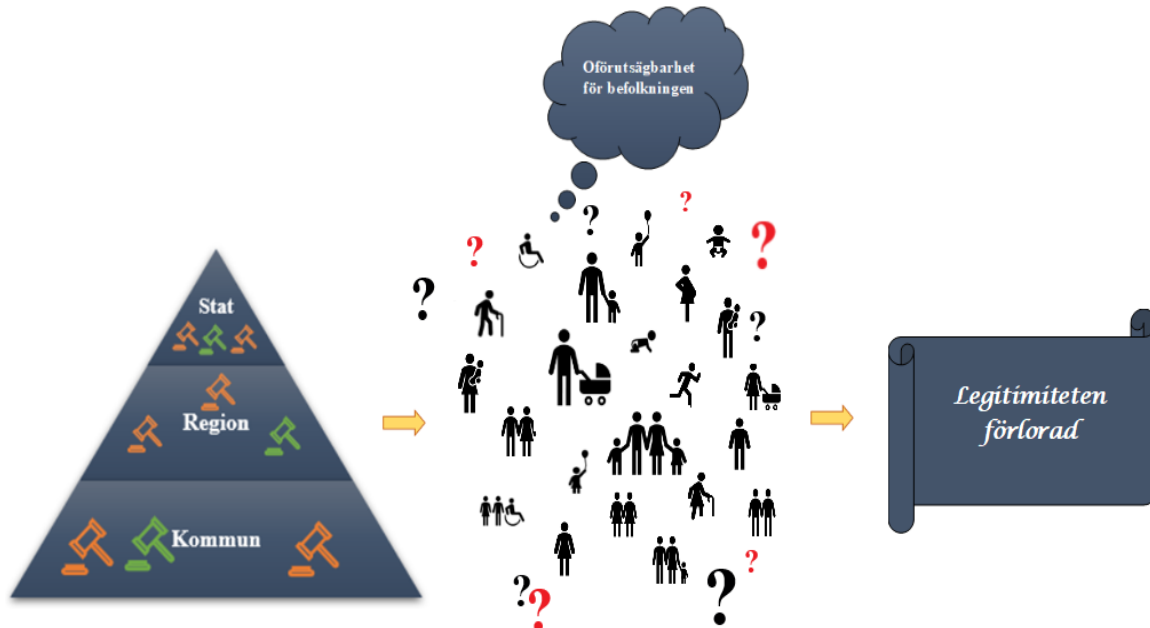 Oförutsägbarhet
för befolkningen
?
?
?
?
?
?
Stat
?
Region
Legitimiteten
förlorad
Kommun
?
?
?
?